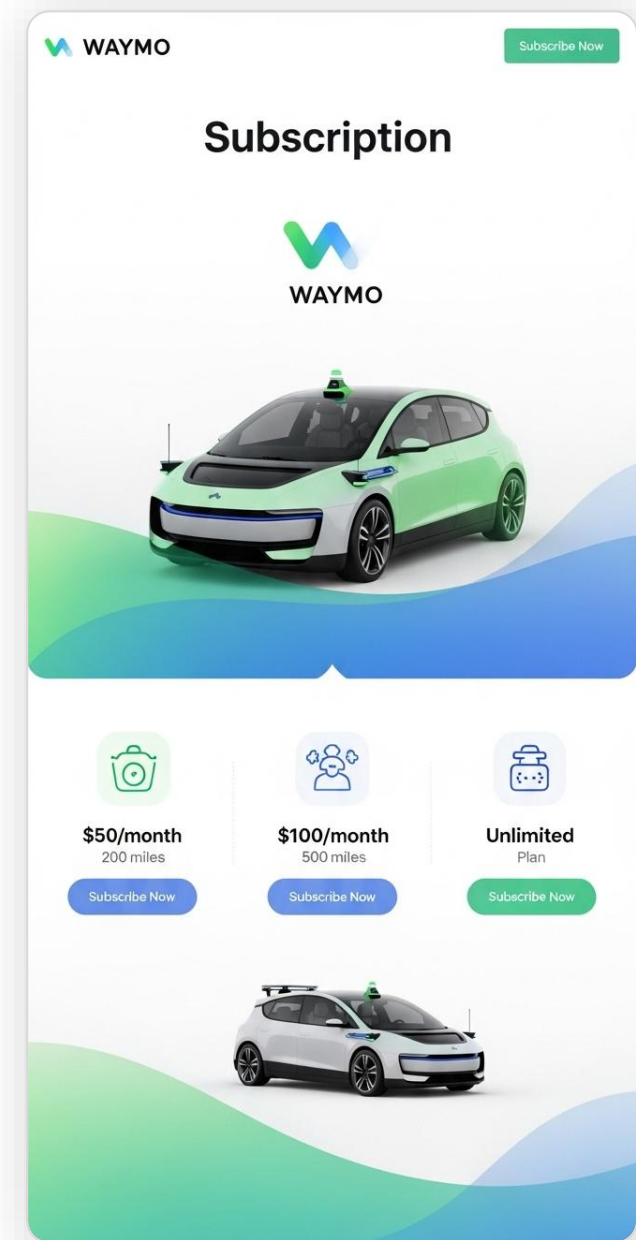 WAYMO
Subscribe Now
Subscription
WAYMO
$50/month
200 miles
Subscribe Now
$100/month
500 miles
Subscribe Now
Unlimited
Plan
Subscribe Now